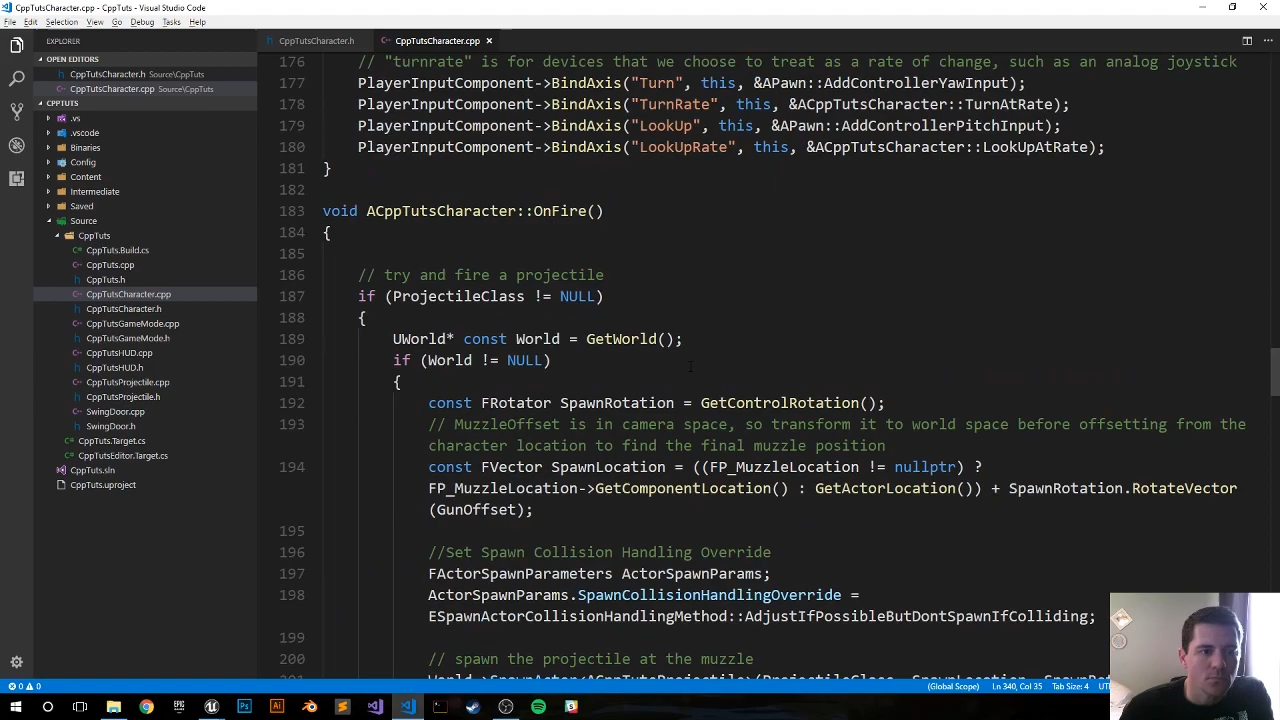 CppTutsCharacter.cpp - CppTuts - Visual Studio Code
File Edit Selection View Go Debug Tasks Help
EXPLORER
CppTutsCharacter.h
CppTutsCharacter.cpp ×
OPEN EDITORS
CppTutsCharacter.h Source\CppTuts
CppTutsCharacter.cpp Source\CppTuts
CPPTUTS
.vs
.vscode
Binaries
Config
Content
Intermediate
Saved
Source
CppTuts
CppTuts.Build.cs
CppTuts.cpp
CppTuts.h
CppTutsCharacter.cpp
CppTutsCharacter.h
CppTutsGameMode.cpp
CppTutsGameMode.h
CppTutsHUD.cpp
CppTutsHUD.h
CppTutsProjectile.cpp
CppTutsProjectile.h
SwingDoor.cpp
SwingDoor.h
CppTuts.Target.cs
CppTutsEditor.Target.cs
CppTuts.sln
CppTuts.uproject
176 // "turnrate" is for devices that we choose to treat as a rate of change, such as an analog joystick
177 PlayerInputComponent->BindAxis("Turn", this, &APawn::AddControllerYawInput);
178 PlayerInputComponent->BindAxis("TurnRate", this, &ACppTutsCharacter::TurnAtRate);
179 PlayerInputComponent->BindAxis("LookUp", this, &APawn::AddControllerPitchInput);
180 PlayerInputComponent->BindAxis("LookUpRate", this, &ACppTutsCharacter::LookUpAtRate);
181 }
182
183 void ACppTutsCharacter::OnFire()
184 {
185
186 // try and fire a projectile
187 if (ProjectileClass != NULL)
188 {
189 UWorld* const World = GetWorld();
190 if (World != NULL)
191 {
192 const FRotator SpawnRotation = GetControlRotation();
193 // MuzzleOffset is in camera space, so transform it to world space before offsetting from the
character location to find the final muzzle position
194 const FVector SpawnLocation = ((FP_MuzzleLocation != nullptr) ?
FP_MuzzleLocation->GetComponentLocation() : GetActorLocation()) + SpawnRotation.RotateVector
(GunOffset);
195
196 //Set Spawn Collision Handling Override
197 FActorSpawnParameters ActorSpawnParams;
198 ActorSpawnParams.SpawnCollisionHandlingOverride =
ESpawnActorCollisionHandlingMethod::AdjustIfPossibleButDontSpawnIfColliding;
199
200 // spawn the projectile at the muzzle
0 0 (Global Scope) Ln 340, Col 35 Tab Size: 4